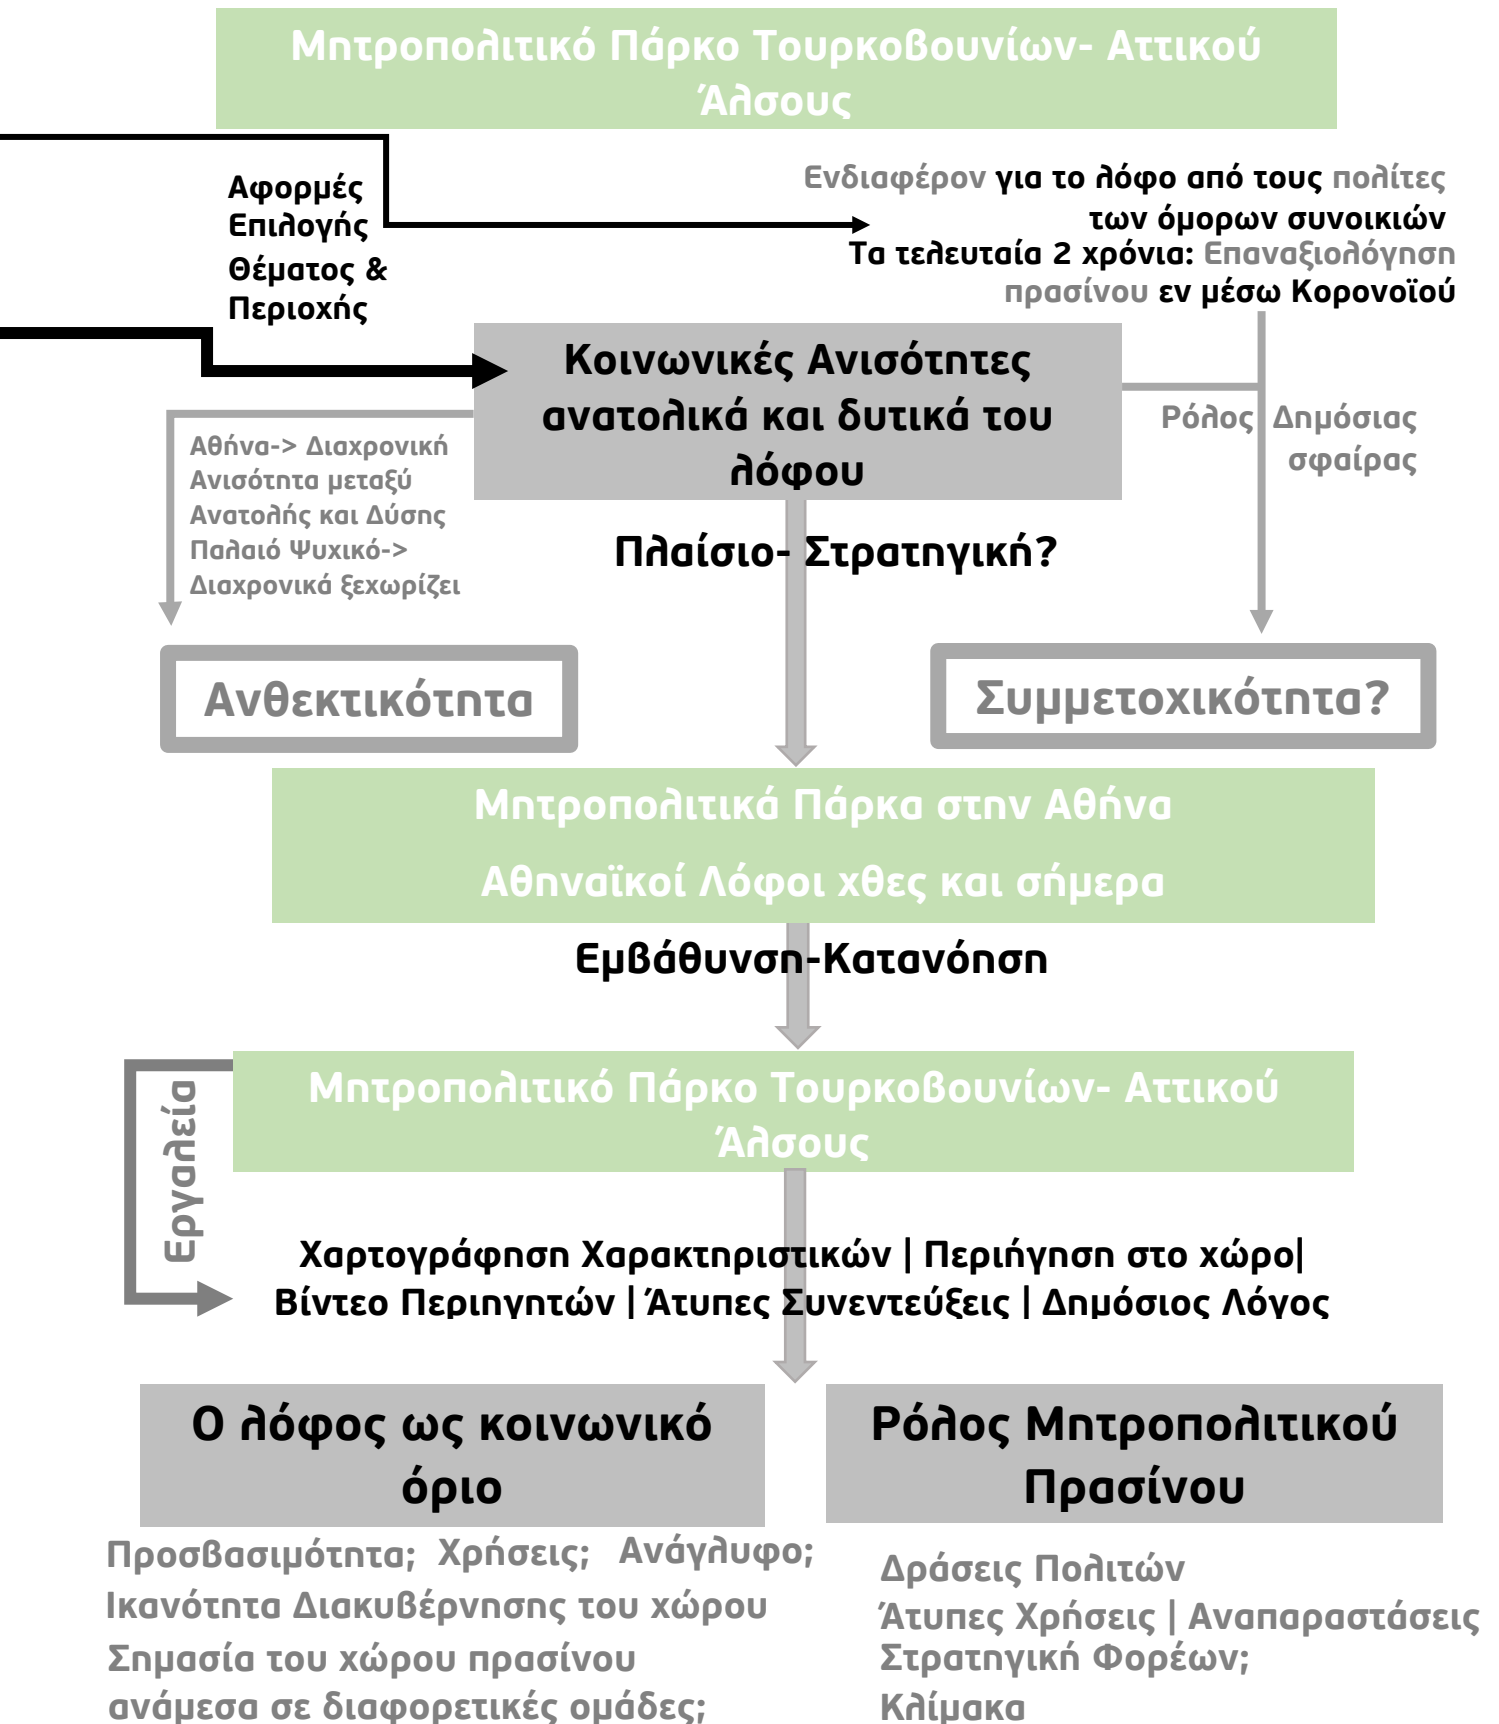 Μητροπολιτικό Πάρκο Τουρκοβουνίων- Αττικού
Άλσους
Αφορμές
Επιλογής
Θέματος &
Περιοχής
Ενδιαφέρον για το λόφο από τους πολίτες
των όμορων συνοικιών
Τα τελευταία 2 χρόνια: Επαναξιολόγηση
πρασίνου εν μέσω Κορονοϊού
Κοινωνικές Ανισότητες
ανατολικά και δυτικά του
λόφου
Ρόλος Δημόσιας
σφαίρας
Αθήνα-> Διαχρονική
Ανισότητα μεταξύ
Ανατολής και Δύσης
Παλαιό Ψυχικό->
Διαχρονικά ξεχωρίζει
Πλαίσιο- Στρατηγική?
Ανθεκτικότητα
Συμμετοχικότητα?
Μητροπολιτικά Πάρκα στην Αθήνα
Αθηναϊκοί Λόφοι χθες και σήμερα
Εμβάθυνση-Κατανόηση
Μητροπολιτικό Πάρκο Τουρκοβουνίων- Αττικού
Άλσους
Εργαλεία
Χαρτογράφηση Χαρακτηριστικών | Περιήγηση στο χώρο|
Βίντεο Περιηγητών | Άτυπες Συνεντεύξεις | Δημόσιος Λόγος
Ο λόφος ως κοινωνικό
όριο
Προσβασιμότητα; Χρήσεις; Ανάγλυφο;
Ικανότητα Διακυβέρνησης του χώρου
Σημασία του χώρου πρασίνου
ανάμεσα σε διαφορετικές ομάδες;
Ρόλος Μητροπολιτικού
Πρασίνου
Δράσεις Πολιτών
Άτυπες Χρήσεις | Αναπαραστάσεις
Στρατηγική Φορέων;
Κλίμακα